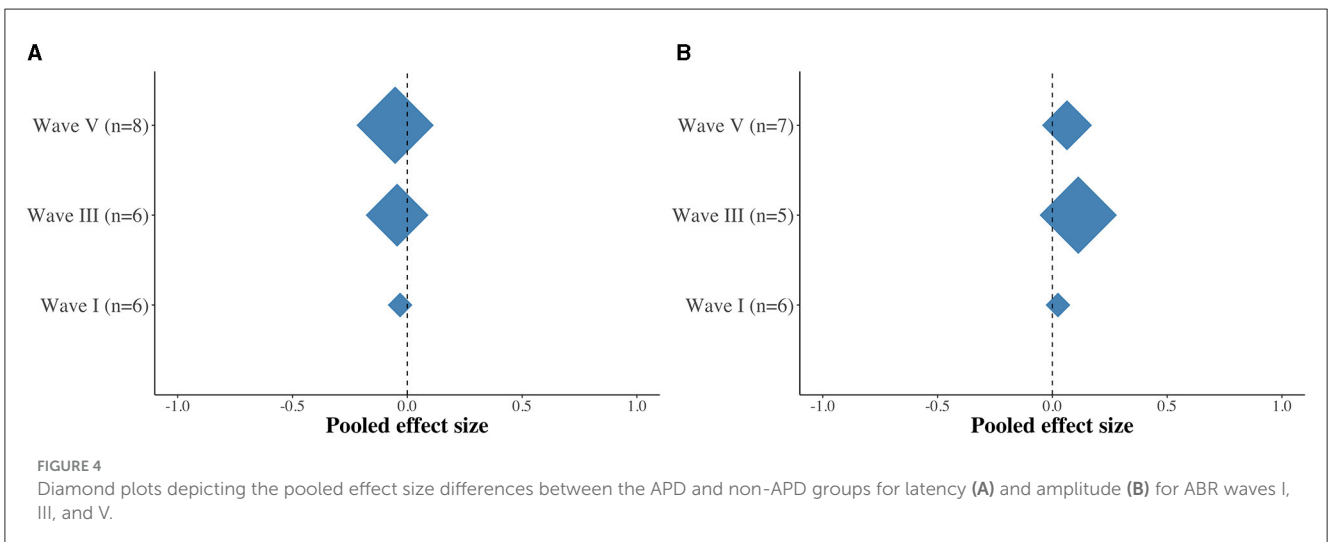 A
Wave V (n=8)
Wave III (n=6)
Wave I (n=6)
-1.0 -0.5 0.0 0.5 1.0
Pooled effect size
B
Wave V (n=7)
Wave III (n=5)
Wave I (n=6)
-1.0 -0.5 0.0 0.5 1.0
Pooled effect size
FIGURE 4
Diamond plots depicting the pooled effect size differences between the APD and non-APD groups for latency (A) and amplitude (B) for ABR waves I,
III, and V.